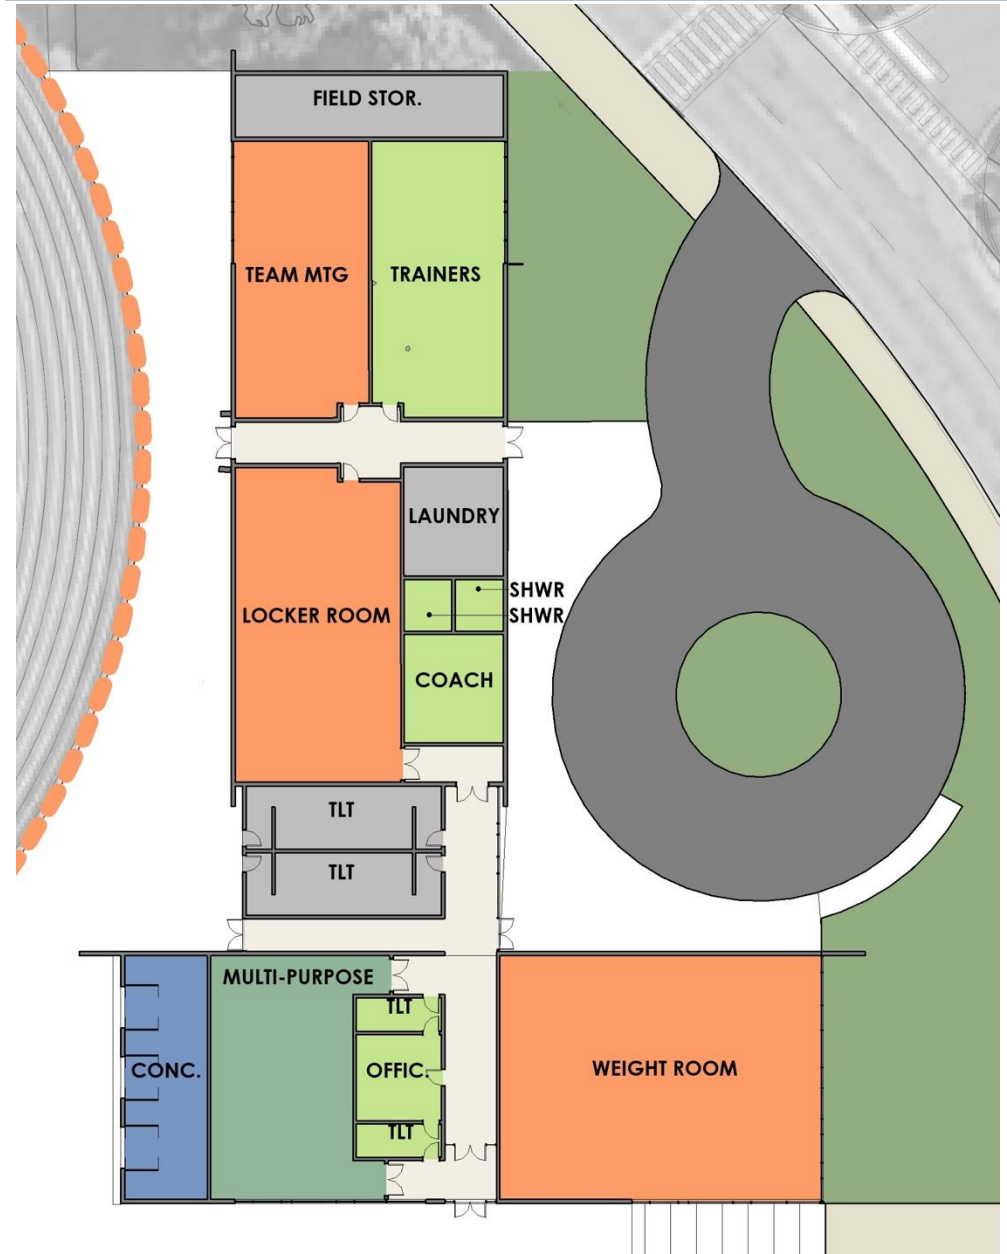 FIELD STOR.
TEAM MTG
TRAINERS
LAUNDRY
SHWR
SHWR
LOCKER ROOM
COACH
TLT
TLT
MULTI-PURPOSE
TLT
CONC.
OFFIC.
WEIGHT ROOM
TLT